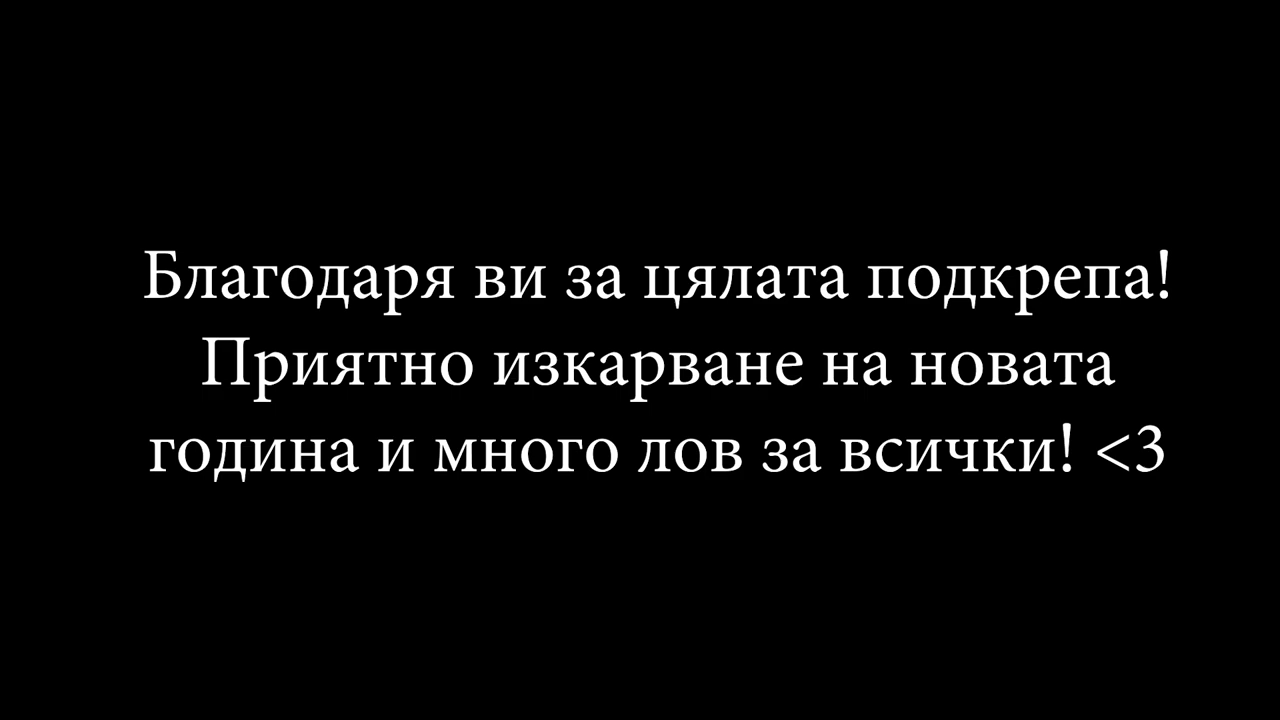 Благодаря ви за цялата подкрепа!
Приятно изкарване на новата
година и много лов за всички! <3